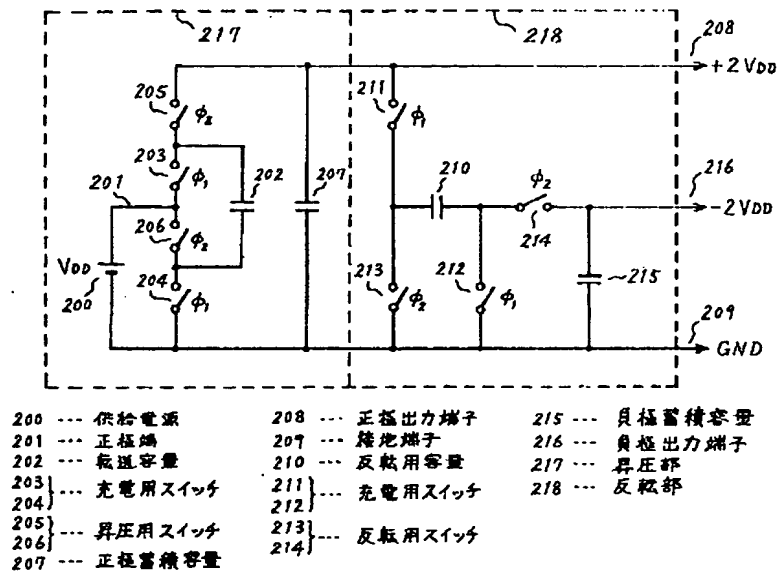 217
218
208
+2VDD
205
φ2
211
φ1
203
φ1
202
207
210
φ2
216
-2VDD
201
206
φ2
214
VDD
200
204
φ1
213
φ2
212
φ1
215
209
GND
200 --- 供給電源
201 --- 正極端
202 --- 転送容量
203
204 --- 充電用スイッチ
205
206 --- 昇圧用スイッチ
207 --- 正極蓄積容量
208 --- 正極出力端子
209 --- 接地端子
210 --- 反転用容量
211
212 --- 充電用スイッチ
213
214 --- 反転用スイッチ
215 --- 負極蓄積容量
216 --- 負極出力端子
217 --- 昇圧部
218 --- 反転部